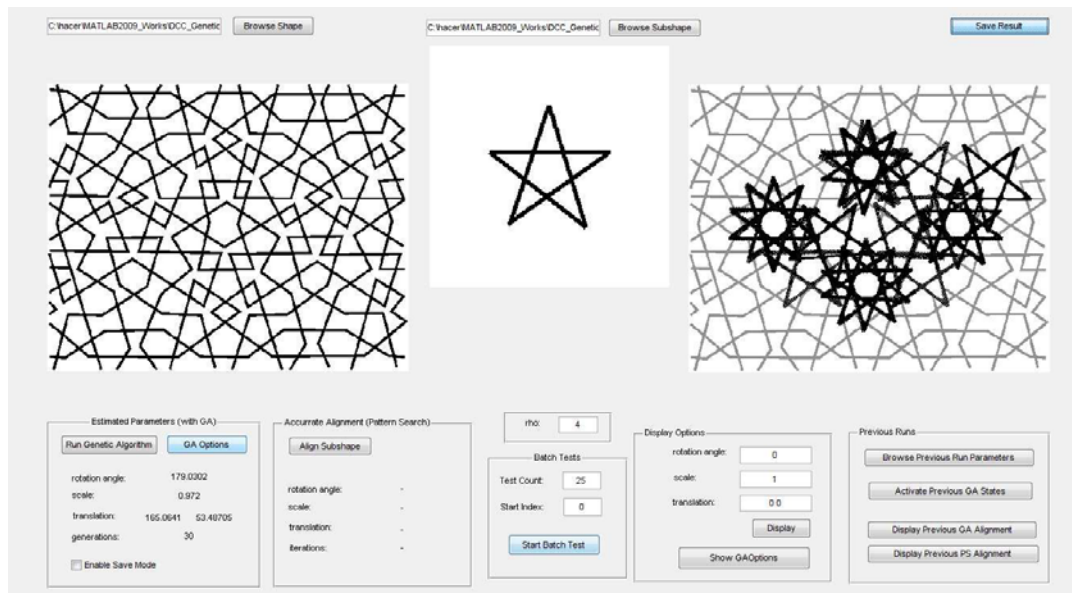 C:\hacer\MATLAB2009_Works\DCC_Genetic Browse Shape
C:\hacer\MATLAB2009_Works\DCC_Genetic Browse Subshape
Save Result
Estimated Parameters (with GA)
Run Genetic Algorithm GA Options
rotation angle: 179.0302
scale: 0.972
translation: 165.0641 53.48705
generations: 30
Enable Save Mode
Accurrate Alignment (Pattern Search)
Align Subshape
rotation angle: -
scale: -
translation: -
iterations: -
rho: 4
Batch Tests
Test Count: 25
Start Index: 0
Start Batch Test
Display Options
rotation angle: 0
scale: 1
translation: 0 0
Display
Show GAOptions
Previous Runs
Browse Previous Run Parameters
Activate Previous GA States
Display Previous GA Alignment
Display Previous PS Alignment